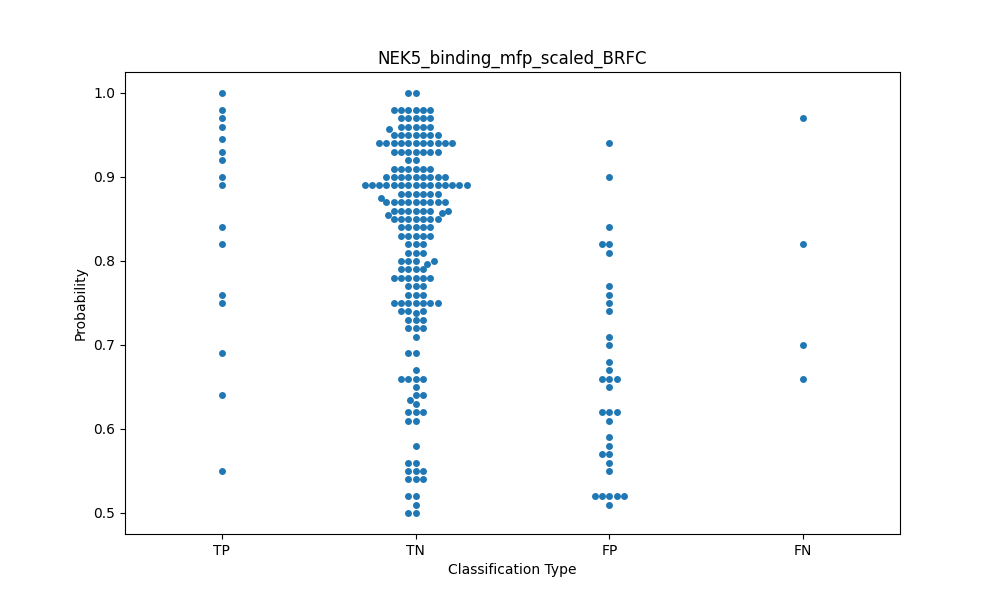 NEK5_binding_mfp_scaled_BRFC
1.0
0.9
0.8
0.7
0.6
0.5
Probability
TP TN FP FN
Classification Type